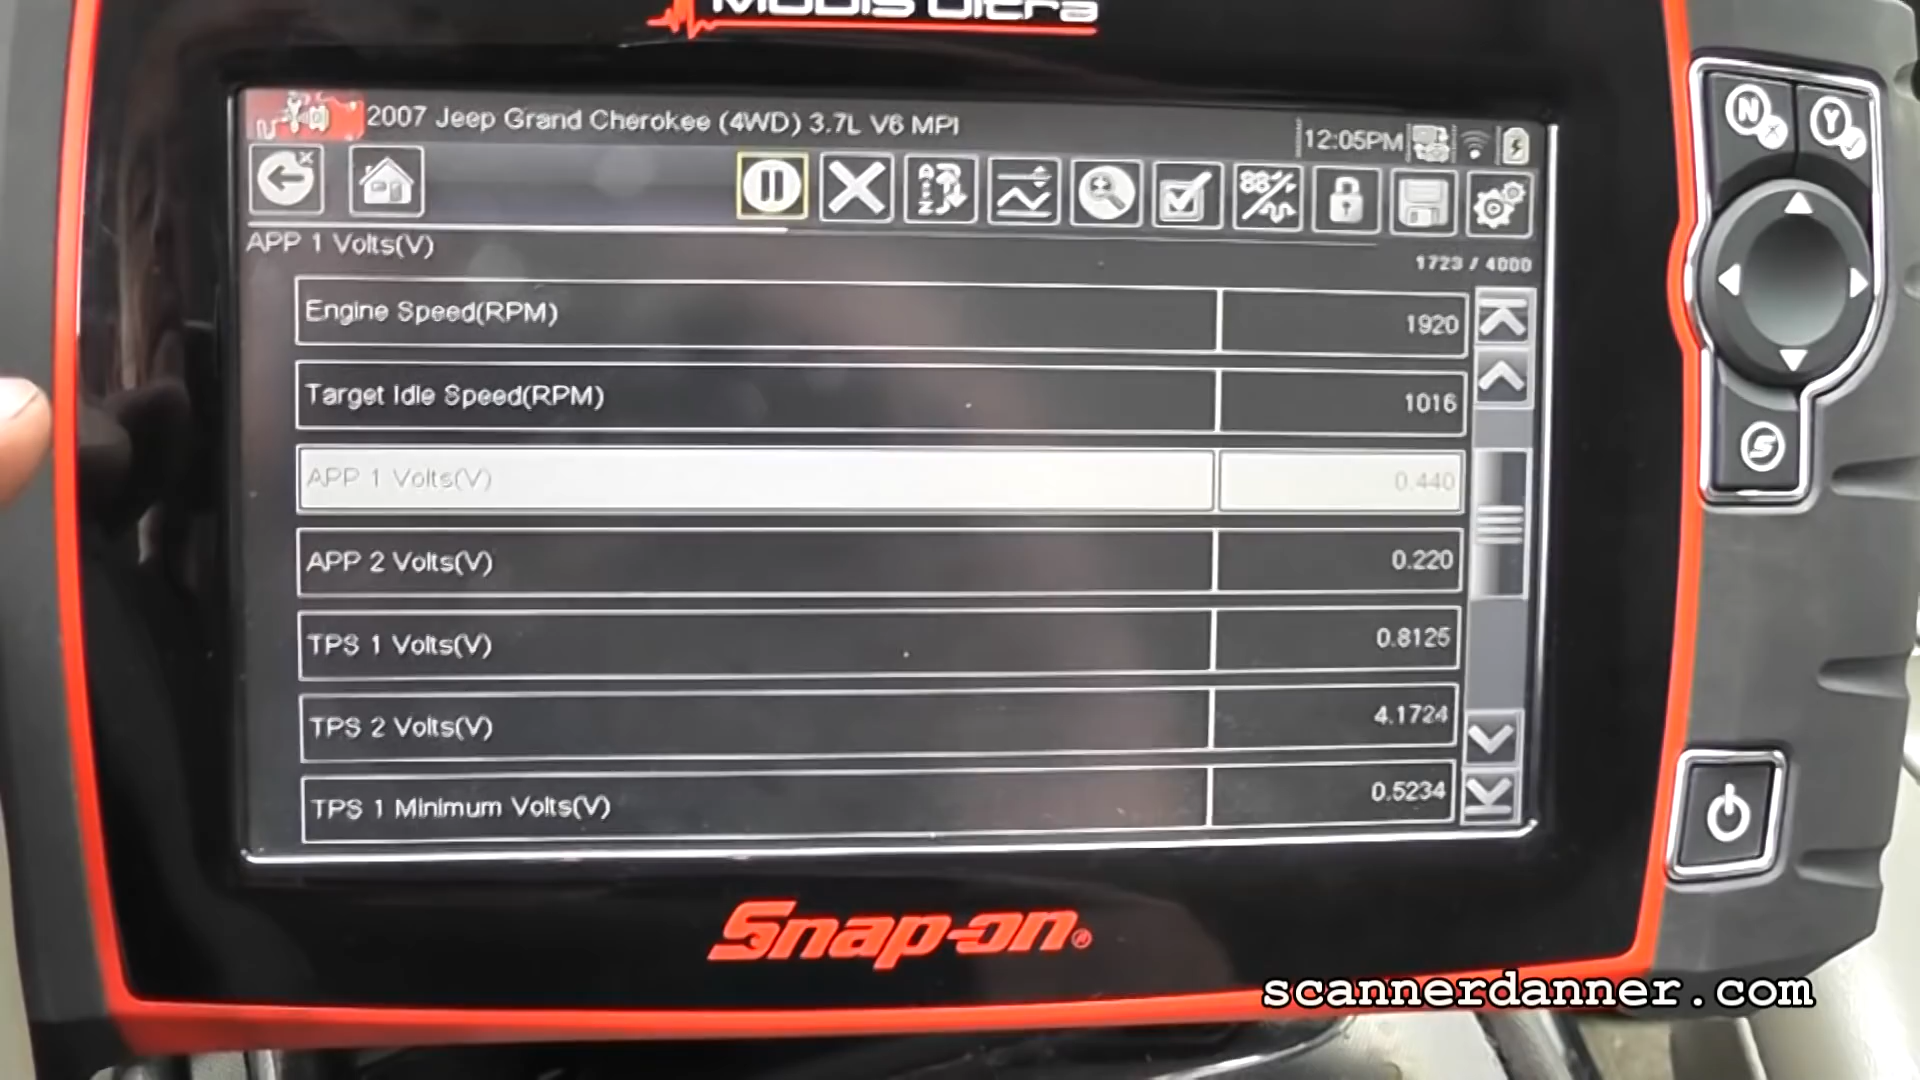 MODIS Ultra
2007 Jeep Grand Cherokee (4WD) 3.7L V6 MPI
12:05PM
N
Y
APP 1 Volts(V)
1723 / 4000
Engine Speed(RPM) 1920
Target Idle Speed(RPM) 1016
APP 1 Volts(V) 0.440
APP 2 Volts(V) 0.220
TPS 1 Volts(V) 0.8125
TPS 2 Volts(V) 4.1724
TPS 1 Minimum Volts(V) 0.5234
S
Snap-on®
scannerdanner.com